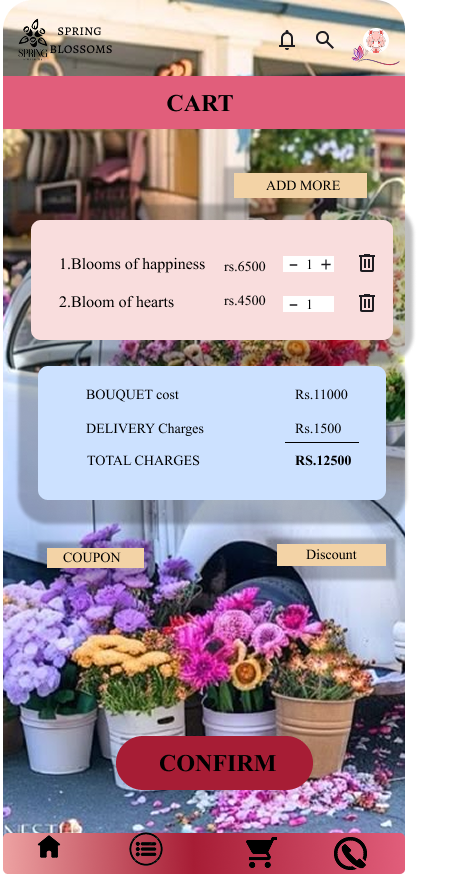 SPRING
BLOSSOMS
SPRING
CART
ADD MORE
1.Blooms of happiness rs.6500 − 1 +
2.Bloom of hearts rs.4500 − 1
BOUQUET cost Rs.11000
DELIVERY Charges Rs.1500
TOTAL CHARGES RS.12500
COUPON Discount
CONFIRM